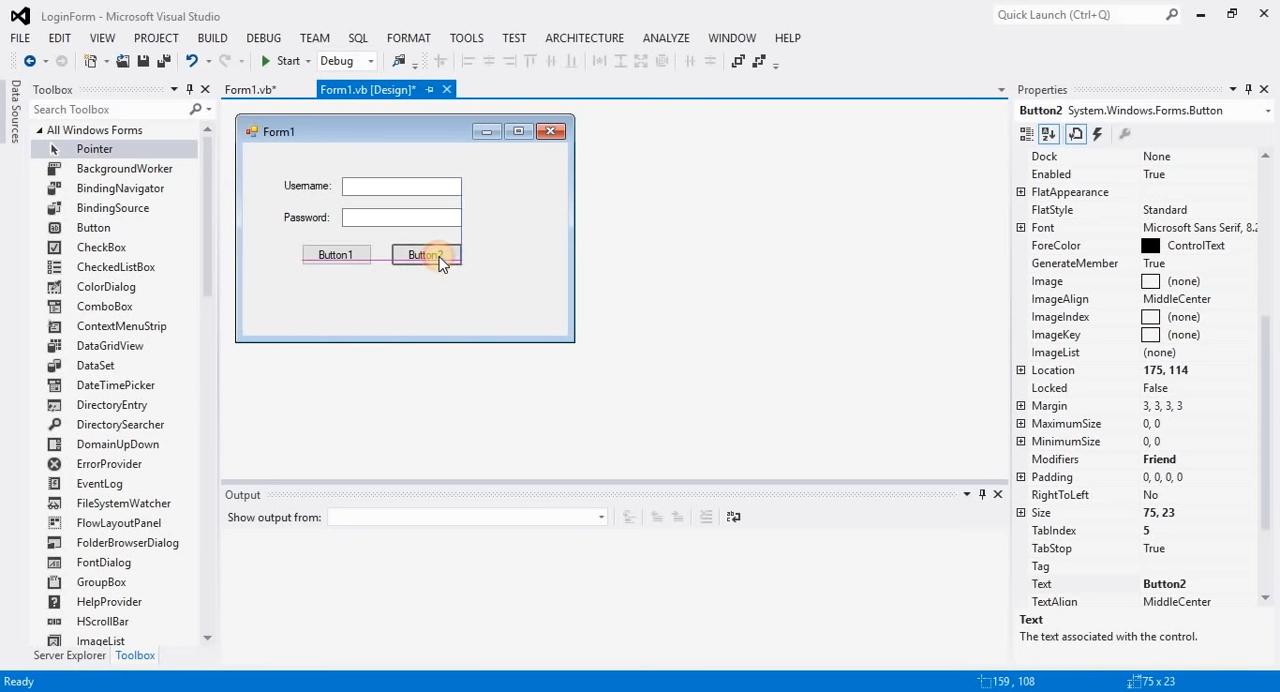 LoginForm - Microsoft Visual Studio
Quick Launch (Ctrl+Q)
FILE EDIT VIEW PROJECT BUILD DEBUG TEAM SQL FORMAT TOOLS TEST ARCHITECTURE ANALYZE WINDOW HELP
Start Debug
Data Sources
Toolbox
Search Toolbox
All Windows Forms
Pointer
BackgroundWorker
BindingNavigator
BindingSource
Button
CheckBox
CheckedListBox
ColorDialog
ComboBox
ContextMenuStrip
DataGridView
DataSet
DateTimePicker
DirectoryEntry
DirectorySearcher
DomainUpDown
ErrorProvider
EventLog
FileSystemWatcher
FlowLayoutPanel
FolderBrowserDialog
FontDialog
GroupBox
HelpProvider
HScrollBar
ImageList
Server Explorer Toolbox
Form1.vb* Form1.vb [Design]*
Form1
Username:
Password:
Button1 Button2
Output
Show output from:
Properties
Button2 System.Windows.Forms.Button
Dock None
Enabled True
FlatAppearance
FlatStyle Standard
Font Microsoft Sans Serif, 8.2
ForeColor ControlText
GenerateMember True
Image (none)
ImageAlign MiddleCenter
ImageIndex (none)
ImageKey (none)
ImageList (none)
Location 175, 114
Locked False
Margin 3, 3, 3, 3
MaximumSize 0, 0
MinimumSize 0, 0
Modifiers Friend
Padding 0, 0, 0, 0
RightToLeft No
Size 75, 23
TabIndex 5
TabStop True
Tag
Text Button2
TextAlign MiddleCenter
Text
The text associated with the control.
Ready 159 , 108 75 x 23